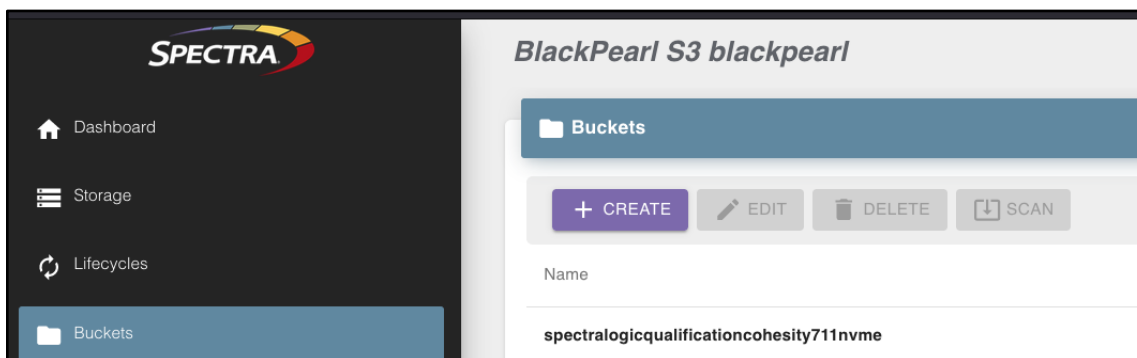 SPECTRA
BlackPearl S3 blackpearl
Dashboard
Buckets
Storage
+ CREATE
EDIT
DELETE
SCAN
Lifecycles
Name
Buckets
spectralogicqualificationcohesity711nvme